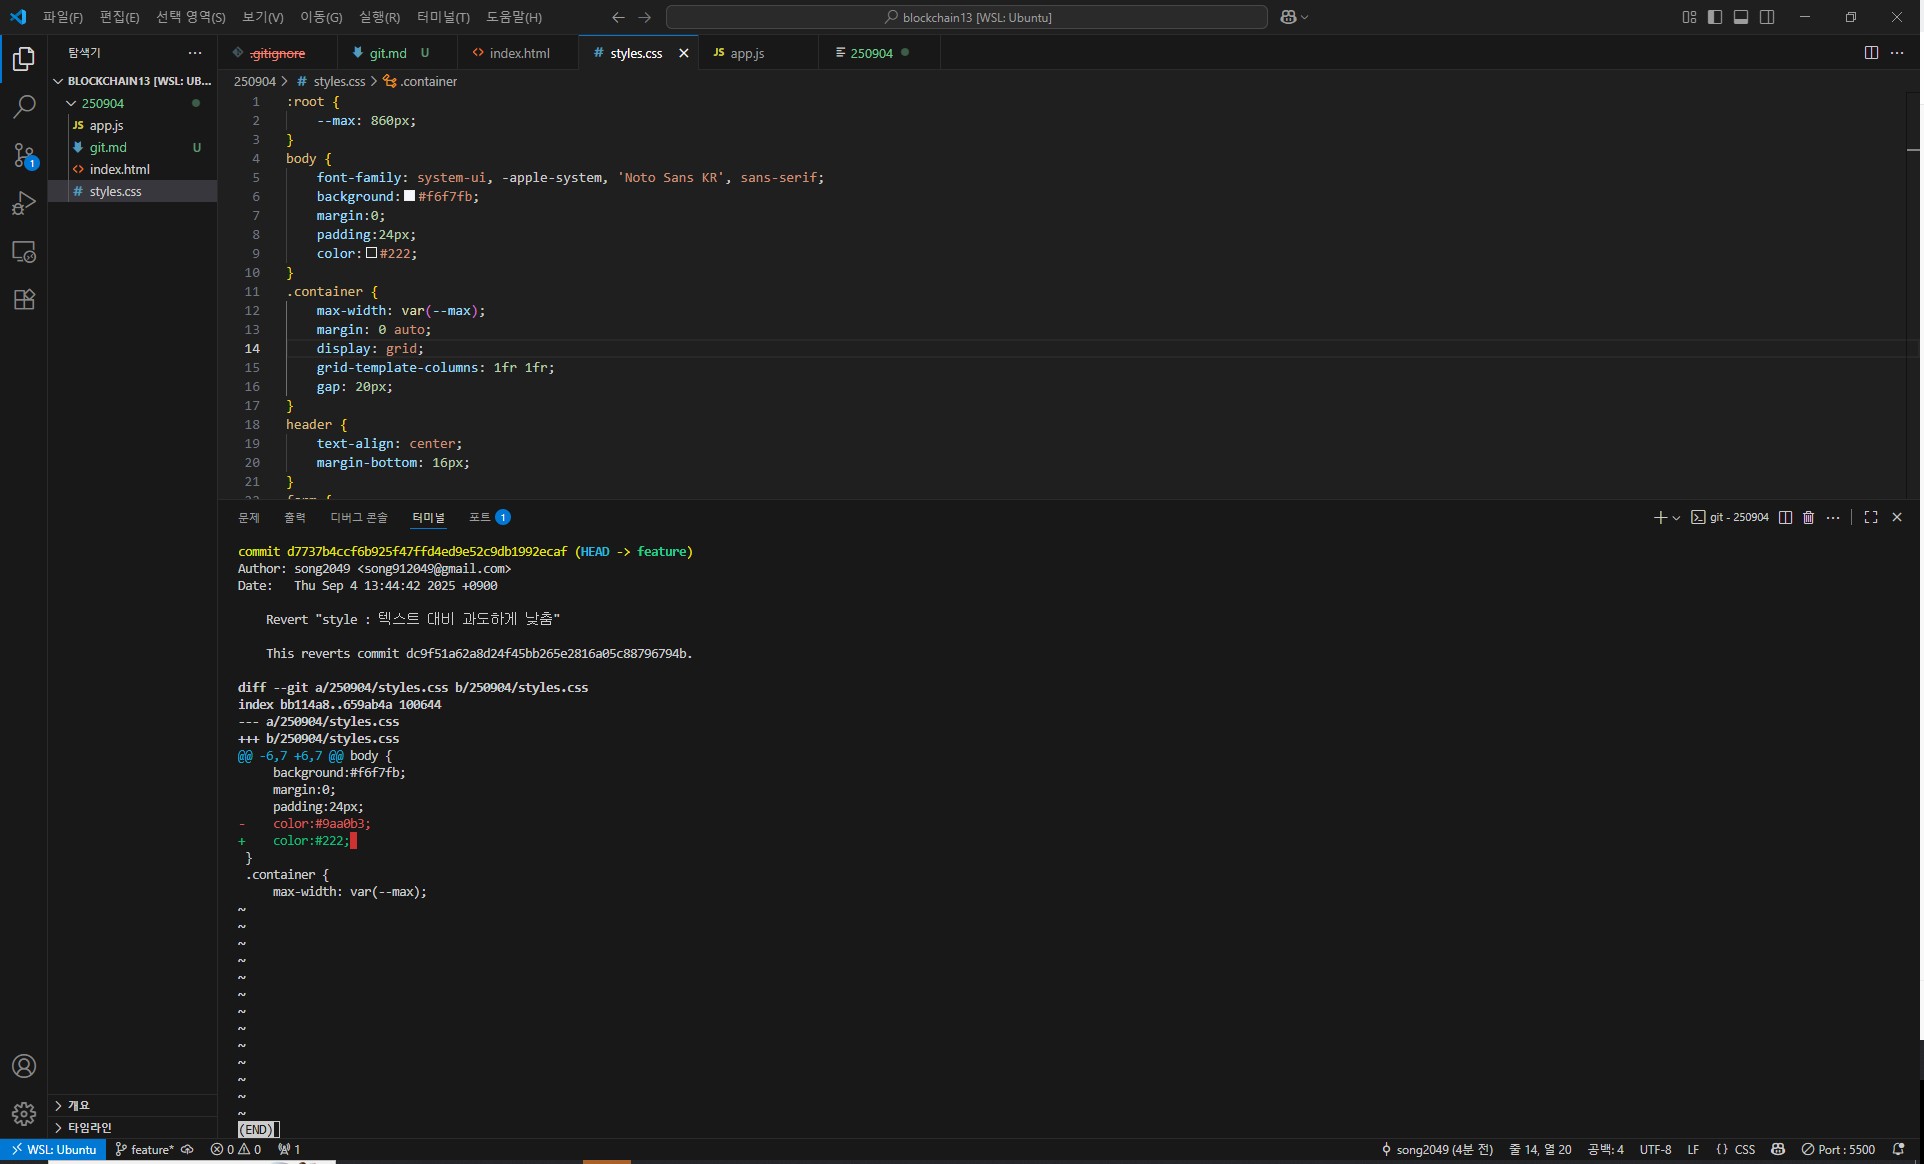 파일(F) 편집(E) 선택 영역(S) 보기(V) 이동(G) 실행(R) 터미널(T) 도움말(H)
blockchain13 [WSL: Ubuntu]
탐색기
.gitignore
git.md U
index.html
styles.css
app.js
250904
BLOCKCHAIN13 [WSL: UB...
250904
app.js
git.md U
index.html
styles.css
1
250904 > styles.css > .container
1 :root {
2 --max: 860px;
3 }
4 body {
5 font-family: system-ui, -apple-system, 'Noto Sans KR', sans-serif;
6 background: #f6f7fb;
7 margin:0;
8 padding:24px;
9 color: #222;
10 }
11 .container {
12 max-width: var(--max);
13 margin: 0 auto;
14 display: grid;
15 grid-template-columns: 1fr 1fr;
16 gap: 20px;
17 }
18 header {
19 text-align: center;
20 margin-bottom: 16px;
21 }
문제 출력 디버그 콘솔 터미널 포트 1
git - 250904
commit d7737b4ccf6b925f47ffd4ed9e52c9db1992ecaf (HEAD -> feature)
Author: song2049 <song912049@gmail.com>
Date: Thu Sep 4 13:44:42 2025 +0900
Revert "style : 텍스트 대비 과도하게 낮춤"
This reverts commit dc9f51a62a8d24f45bb265e2816a05c88796794b.
diff --git a/250904/styles.css b/250904/styles.css
index bb114a8..659ab4a 100644
--- a/250904/styles.css
+++ b/250904/styles.css
@@ -6,7 +6,7 @@ body {
background:#f6f7fb;
margin:0;
padding:24px;
- color:#9aa0b3;
+ color:#222;
}
.container {
max-width: var(--max);
~
~
~
~
~
~
~
~
~
~
~
~
~
(END)
개요
타임라인
WSL: Ubuntu feature* 0 0 1
song2049 (4분 전) 줄 14, 열 20 공백: 4 UTF-8 LF {} CSS Port : 5500